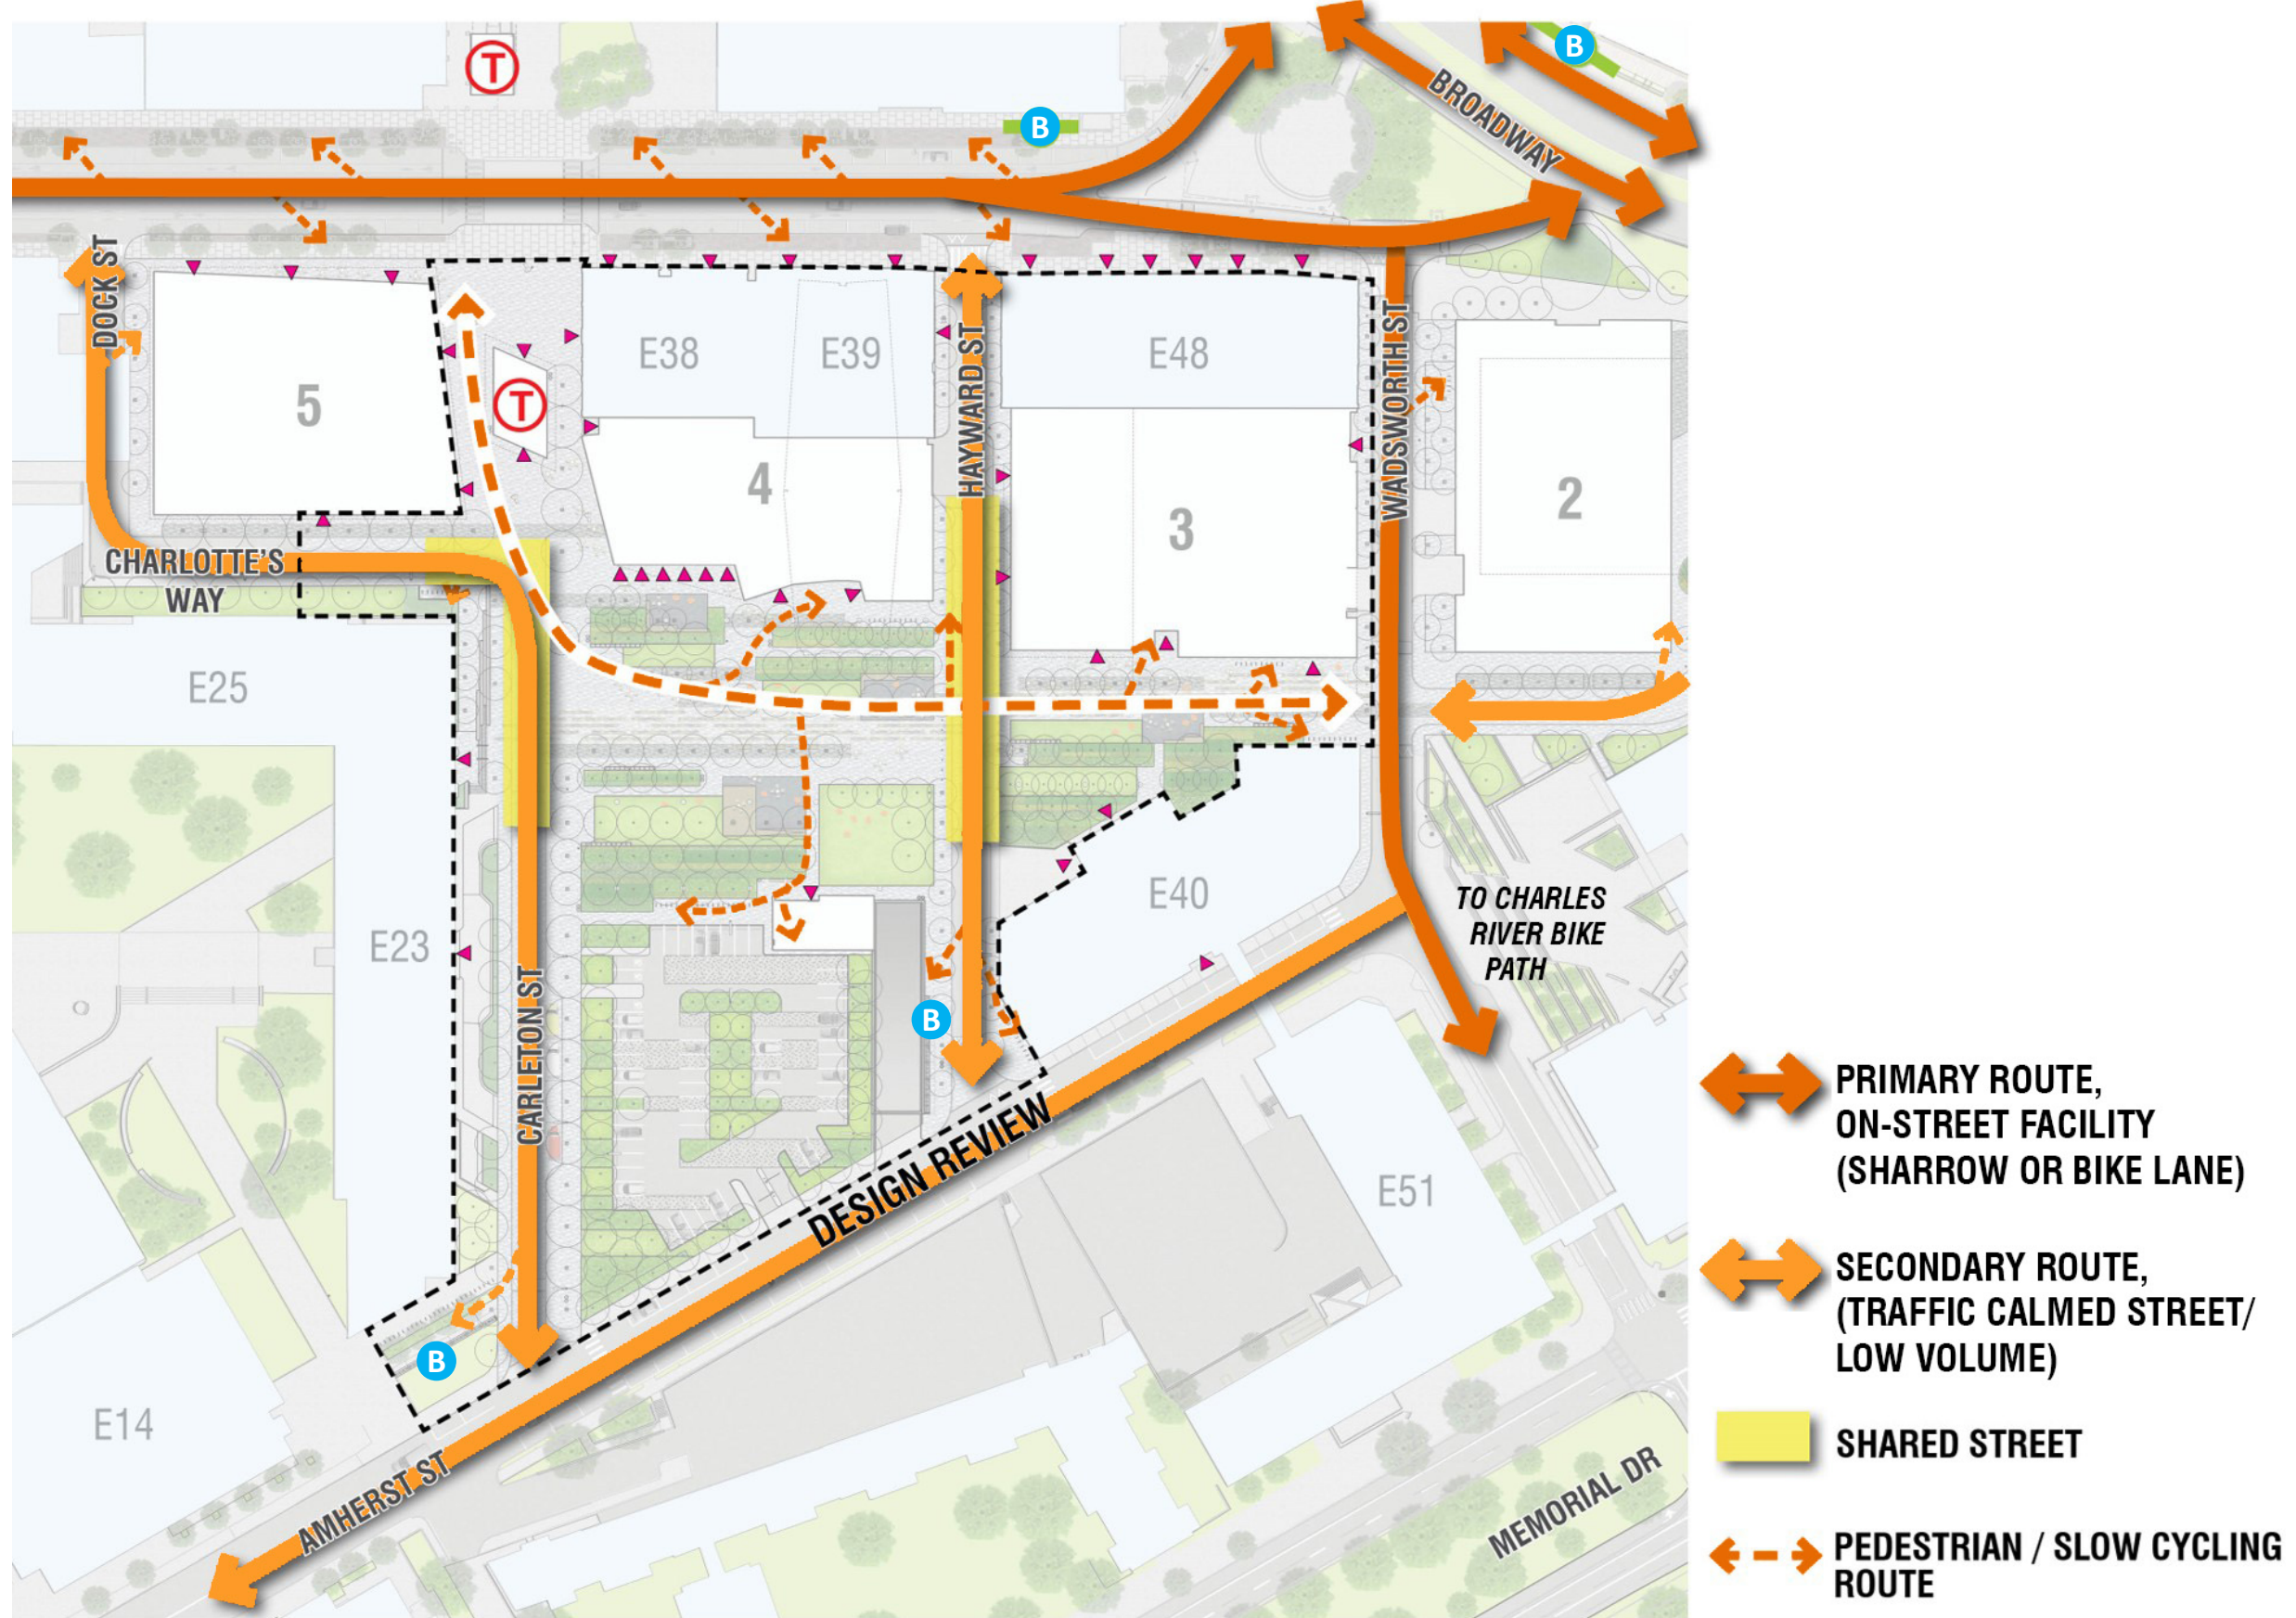 T
B
B
BROADWAY
DOCK ST
E38
E39
HAYWARD ST
E48
WADSWORTH ST
5
T
4
3
2
CHARLOTTE'S
WAY
E25
E23
E40
TO CHARLES
RIVER BIKE
PATH
CARLETON ST
B
DESIGN REVIEW
E51
B
E14
AMHERST ST
MEMORIAL DR
PRIMARY ROUTE,
ON-STREET FACILITY
(SHARROW OR BIKE LANE)
SECONDARY ROUTE,
(TRAFFIC CALMED STREET/
LOW VOLUME)
SHARED STREET
PEDESTRIAN / SLOW CYCLING
ROUTE